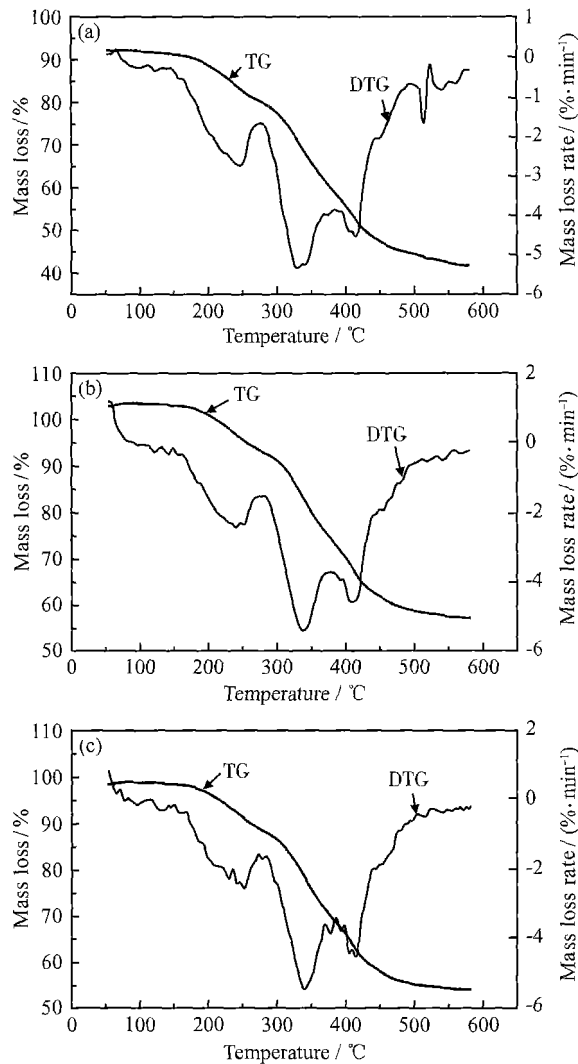 (a)
TG
DTG
100
90
80
70
60
50
40
1
0
-1
-2
-3
-4
-5
-6
0 100 200 300 400 500 600
Mass loss / %
Mass loss rate / (%·min⁻¹)
Temperature / ℃
(b)
TG
DTG
110
100
90
80
70
60
50
2
0
-2
-4
-6
0 100 200 300 400 500 600
Mass loss / %
Mass loss rate / (%·min⁻¹)
Temperature / ℃
(c)
TG
DTG
110
100
90
80
70
60
50
2
0
-2
-4
-6
0 100 200 300 400 500 600
Mass loss / %
Mass loss rate / (%·min⁻¹)
Temperature / ℃